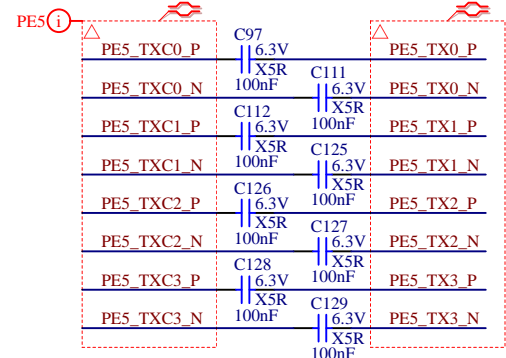 PE5 i
C97
PE5_TXC0_P 6.3V PE5_TX0_P
X5R
100nF
C111
PE5_TXC0_N 6.3V PE5_TX0_N
X5R
100nF
C112
PE5_TXC1_P 6.3V PE5_TX1_P
X5R
100nF
C125
PE5_TXC1_N 6.3V PE5_TX1_N
X5R
100nF
C126
PE5_TXC2_P 6.3V PE5_TX2_P
X5R
100nF
C127
PE5_TXC2_N 6.3V PE5_TX2_N
X5R
100nF
C128
PE5_TXC3_P 6.3V PE5_TX3_P
X5R
100nF
C129
PE5_TXC3_N 6.3V PE5_TX3_N
X5R
100nF